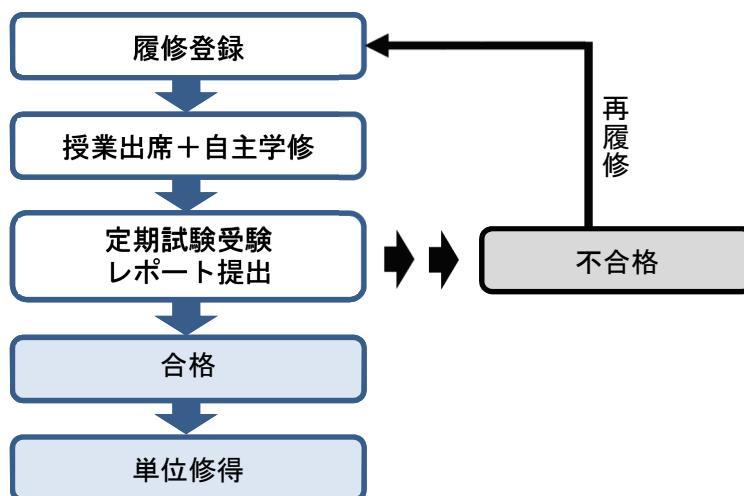 履修登録
授業出席＋自主学修
定期試験受験
レポート提出
合格
単位修得
不合格
再履修